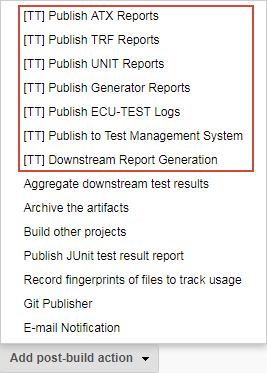 [TT] Publish ATX Reports
[TT] Publish TRF Reports
[TT] Publish UNIT Reports
[TT] Publish Generator Reports
[TT] Publish ECU-TEST Logs
[TT] Publish to Test Management System
[TT] Downstream Report Generation
Aggregate downstream test results
Archive the artifacts
Build other projects
Publish JUnit test result report
Record fingerprints of files to track usage
Git Publisher
E-mail Notification
Add post-build action